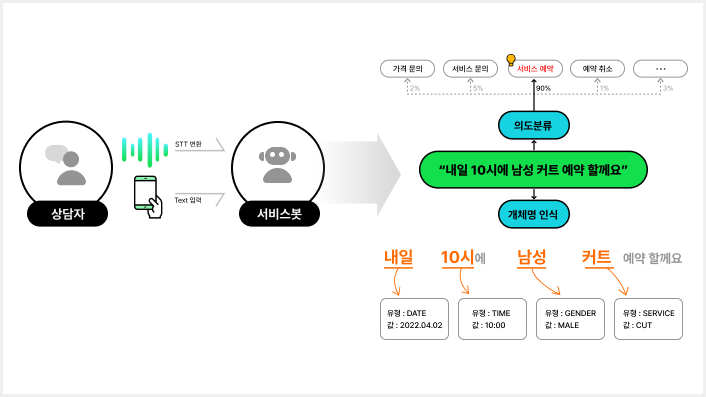 가격 문의
서비스 문의
서비스 예약
예약 취소
...
2%
5%
90%
1%
3%
의도분류
STT 변환
"내일 10시에 남성 커트 예약 할께요"
Text 입력
상담자
서비스봇
개체명 인식
내일 10시에 남성 커트 예약 할께요
유형 : DATE
값 : 2022.04.02
유형 : TIME
값 : 10:00
유형 : GENDER
값 : MALE
유형 : SERVICE
값 : CUT